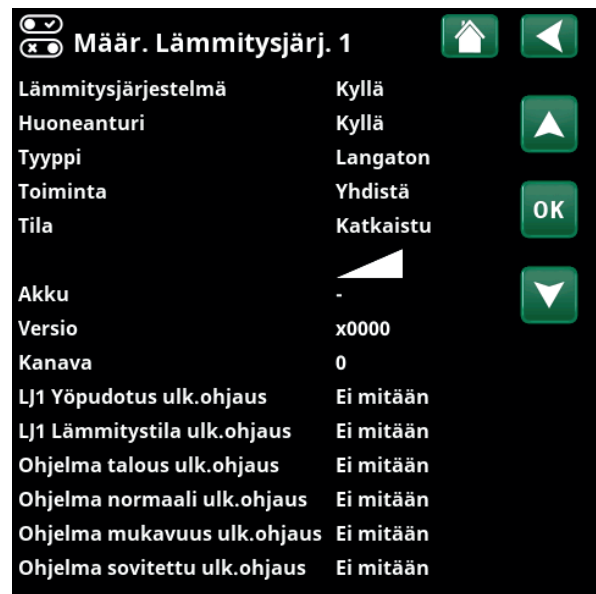 Määr. Lämmitysjärj. 1
Lämmitysjärjestelmä Kyllä
Huoneanturi Kyllä
Tyyppi Langaton
Toiminta Yhdistä
OK
Tila Katkaistu
Akku -
Versio x0000
Kanava 0
LJ1 Yöpudotus ulk.ohjaus Ei mitään
LJ1 Lämmitystila ulk.ohjaus Ei mitään
Ohjelma talous ulk.ohjaus Ei mitään
Ohjelma normaali ulk.ohjaus Ei mitään
Ohjelma mukavuus ulk.ohjaus Ei mitään
Ohjelma sovitettu ulk.ohjaus Ei mitään